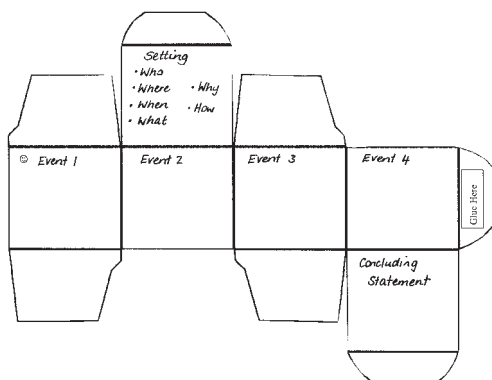 Setting
• Who
• Where • Why
• When • How
• What
☺ Event 1 Event 2 Event 3 Event 4
Glue Here
Concluding
Statement